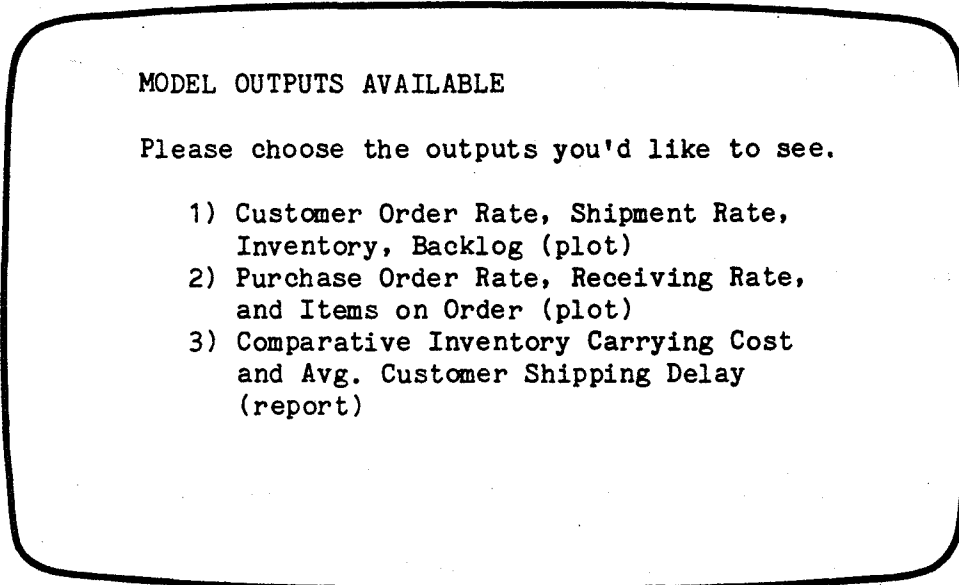 MODEL OUTPUTS AVAILABLE
Please choose the outputs you'd like to see.
1) Customer Order Rate, Shipment Rate,
Inventory, Backlog (plot)
2) Purchase Order Rate, Receiving Rate,
and Items on Order (plot)
3) Comparative Inventory Carrying Cost
and Avg. Customer Shipping Delay
(report)